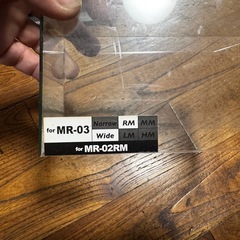 for MR-03 Narrow RM MM
Wide LM HM
for MR-02RM